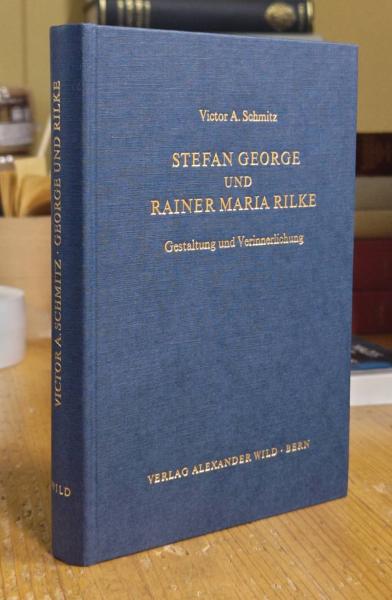 Victor A. Schmitz
STEFAN GEORGE
UND
RAINER MARIA RILKE
Gestaltung und Verinnerlichung
VERLAG ALEXANDER WILD · BERN
VICTOR A. SCHMITZ · GEORGE UND RILKE
WILD